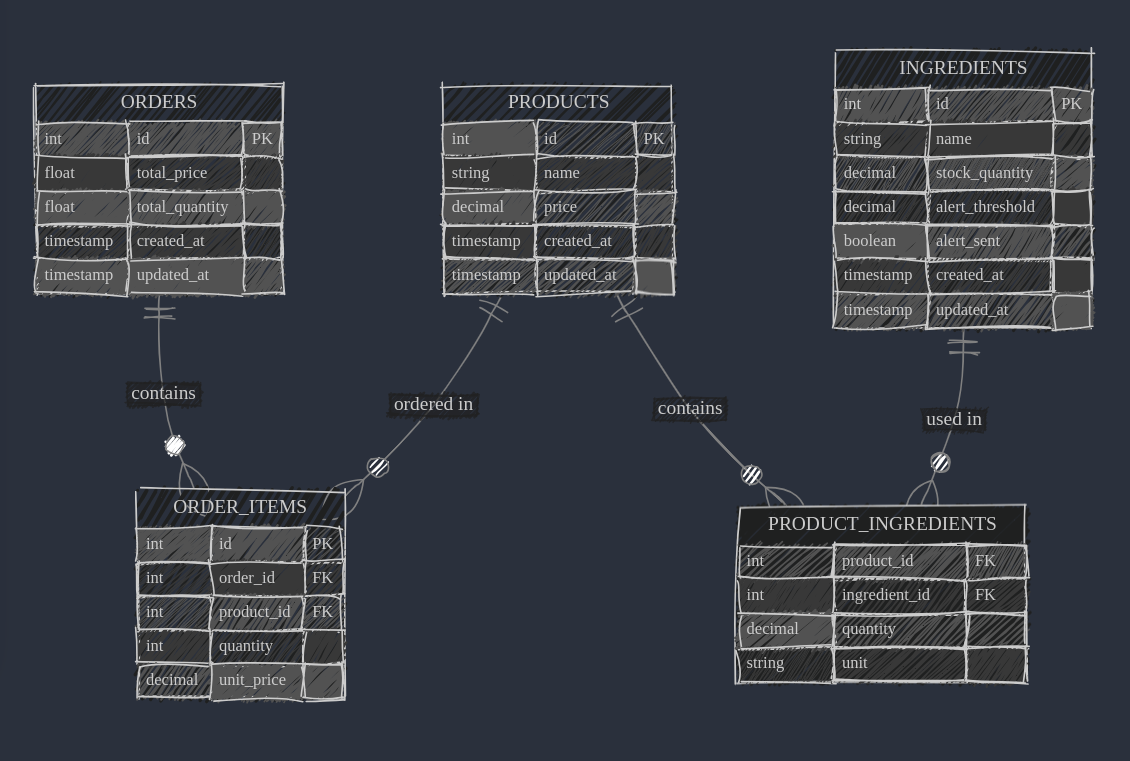 ORDERS
int id PK
float total_price
float total_quantity
timestamp created_at
timestamp updated_at
PRODUCTS
int id PK
string name
decimal price
timestamp created_at
timestamp updated_at
INGREDIENTS
int id PK
string name
decimal stock_quantity
decimal alert_threshold
boolean alert_sent
timestamp created_at
timestamp updated_at
contains
ordered in
contains
used in
ORDER_ITEMS
int id PK
int order_id FK
int product_id FK
int quantity
decimal unit_price
PRODUCT_INGREDIENTS
int product_id FK
int ingredient_id FK
decimal quantity
string unit